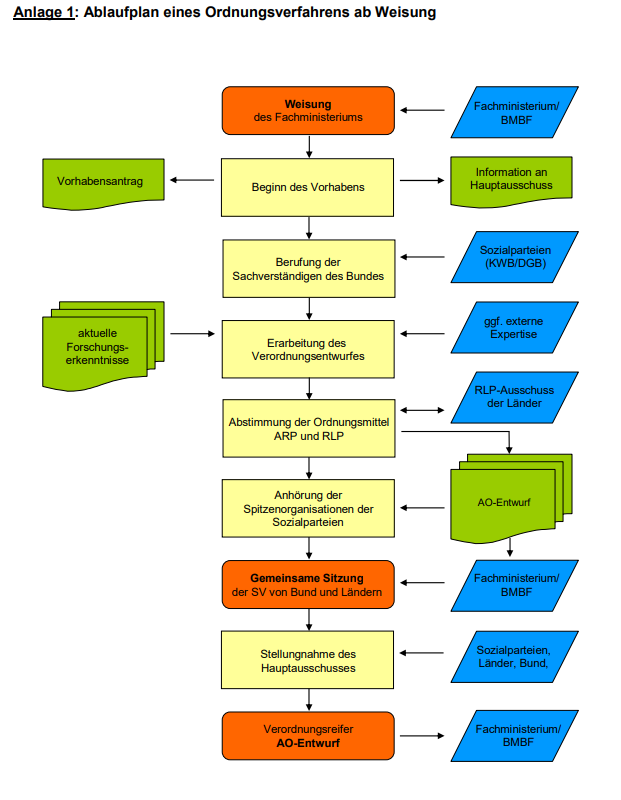 Anlage 1: Ablaufplan eines Ordnungsverfahrens ab Weisung
Weisung
des Fachministeriums
Fachministerium/
BMBF
Vorhabensantrag
Beginn des Vorhabens
Information an
Hauptausschuss
Berufung der
Sachverständigen des Bundes
Sozialparteien
(KWB/DGB)
aktuelle
Forschungs-
erkenntnisse
Erarbeitung des
Verordnungsentwurfes
ggf. externe
Expertise
Abstimmung der Ordnungsmittel
ARP und RLP
RLP-Ausschuss
der Länder
Anhörung der
Spitzenorganisationen der
Sozialparteien
AO-Entwurf
Gemeinsame Sitzung
der SV von Bund und Ländern
Fachministerium/
BMBF
Stellungnahme des
Hauptausschusses
Sozialparteien,
Länder, Bund,
Verordnungsreifer
AO-Entwurf
Fachministerium/
BMBF